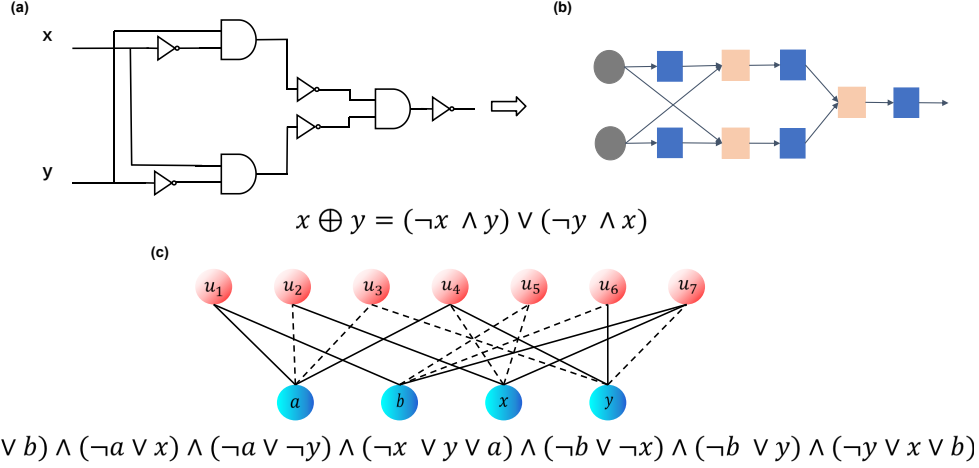 (a)
(b)
x
y
x ⊕ y = (¬x ∧ y) ∨ (¬y ∧ x)
(c)
u₁ u₂ u₃ u₄ u₅ u₆ u₇
a b x y
∨ b) ∧ (¬a ∨ x) ∧ (¬a ∨ ¬y) ∧ (¬x ∨ y ∨ a) ∧ (¬b ∨ ¬x) ∧ (¬b ∨ y) ∧ (¬y ∨ x ∨ b)